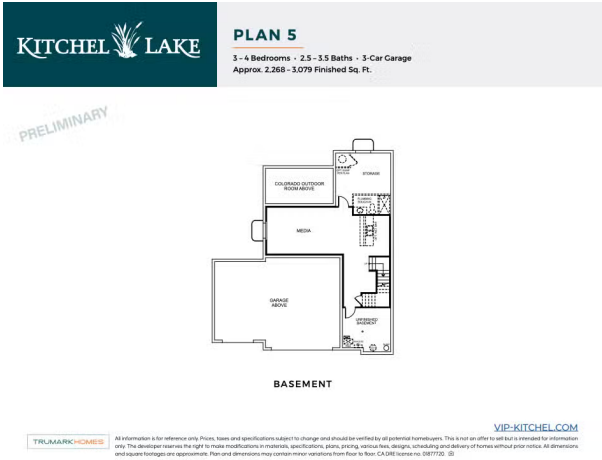 KITCHEL LAKE
PLAN 5
3 – 4 Bedrooms • 2.5 – 3.5 Baths • 3-Car Garage
Approx. 2,268 – 3,079 Finished Sq. Ft.
PRELIMINARY
STORAGE
COLORADO OUTDOOR
ROOM ABOVE
MEDIA
GARAGE
ABOVE
UNFINISHED
BASEMENT
BASEMENT
VIP-KITCHEL.COM
TRUMARKHOMES
All information is for reference only. Prices, taxes and specifications subject to change and should be verified by all potential homebuyers. This is not an offer to sell but is intended for information
only. The developer reserves the right to make modifications in materials, specifications, plans, pricing, various fees, designs, scheduling and delivery of homes without prior notice. All dimensions
and square footages are approximate. Plan and dimensions may contain minor variations from floor to floor. CA DRE license no. 01877720.